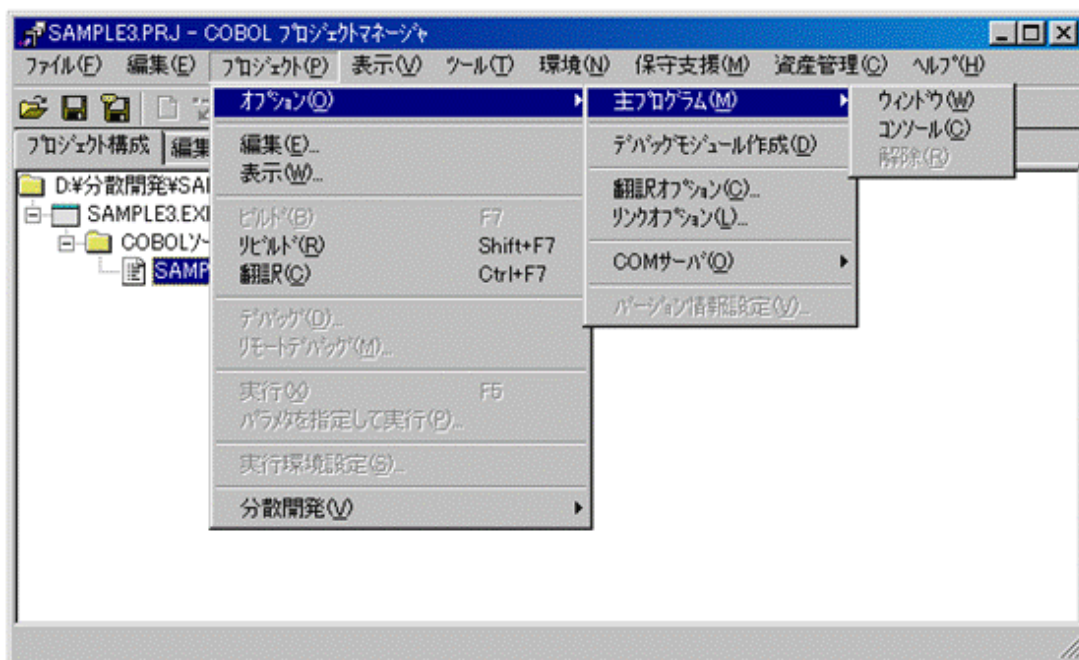 SAMPLE3.PRJ - COBOL プロジェクトマネージャ
ファイル(F) 編集(E) プロジェクト(P) 表示(V) ツール(T) 環境(N) 保守支援(M) 資産管理(C) ヘルプ(H)
プロジェクト構成 編集
D:¥分散開発¥SA
SAMPLE3.EX
COBOLソー
SAMP
オプション(O)
編集(E)...
表示(W)...
ビルド(B) F7
リビルド(R) Shift+F7
翻訳(C) Ctrl+F7
デバッグ(D)...
リモートデバッグ(M)...
実行(X) F5
パラメタを指定して実行(P)...
実行環境設定(S)...
分散開発(V)
主プログラム(M)
デバッグモジュール作成(D)
翻訳オプション(C)...
リンクオプション(L)...
COMサーバ(O)
バージョン情報設定(V)...
ウィンドウ(W)
コンソール(C)
解除(R)